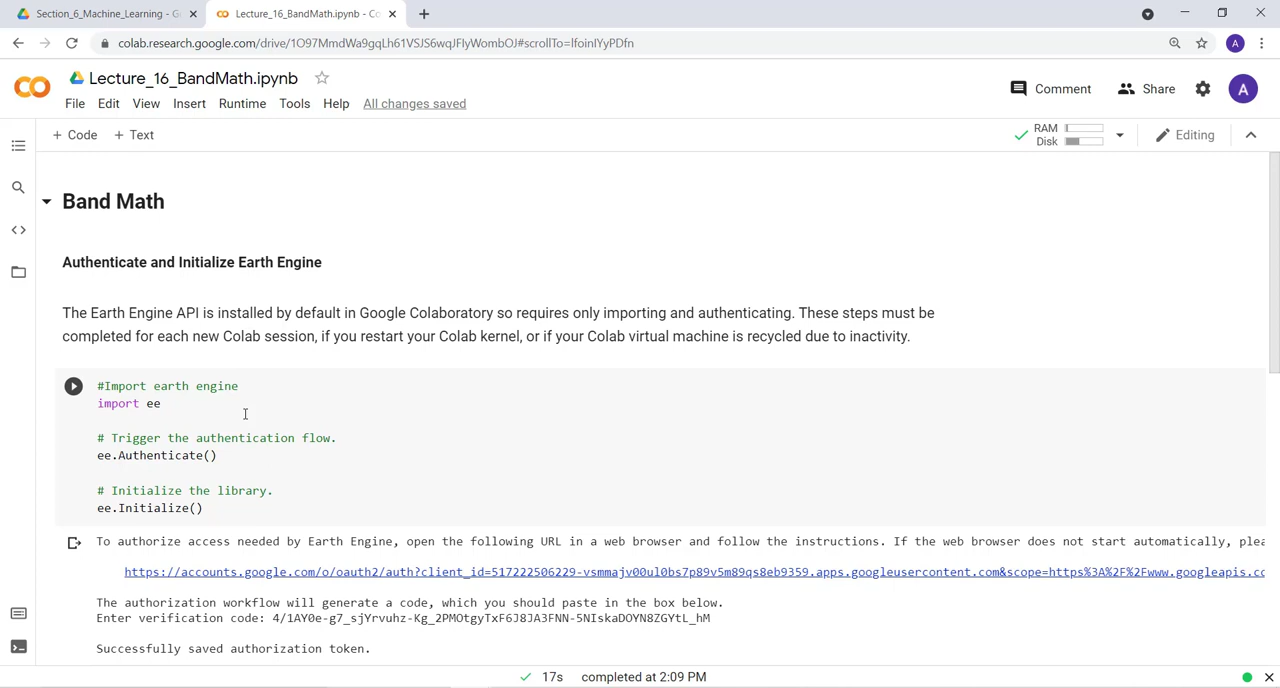 Section_6_Machine_Learning - G
Lecture_16_BandMath.ipynb - Co
colab.research.google.com/drive/1O97MmdWa9gqLh61VSJS6wqJFIyWombOJ#scrollTo=lfoinIYyPDfn
A
Lecture_16_BandMath.ipynb
Comment
Share
A
File Edit View Insert Runtime Tools Help All changes saved
+ Code + Text
RAM
Disk
Editing
Band Math
Authenticate and Initialize Earth Engine
The Earth Engine API is installed by default in Google Colaboratory so requires only importing and authenticating. These steps must be
completed for each new Colab session, if you restart your Colab kernel, or if your Colab virtual machine is recycled due to inactivity.
#Import earth engine
import ee
# Trigger the authentication flow.
ee.Authenticate()
# Initialize the library.
ee.Initialize()
To authorize access needed by Earth Engine, open the following URL in a web browser and follow the instructions. If the web browser does not start automatically, plea
https://accounts.google.com/o/oauth2/auth?client_id=517222506229-vsmmajv00ul0bs7p89v5m89qs8eb9359.apps.googleusercontent.com&scope=https%3A%2F%2Fwww.googleapis.co
The authorization workflow will generate a code, which you should paste in the box below.
Enter verification code: 4/1AY0e-g7_sjYrvuhz-Kg_2PMOtgyTxF6J8JA3FNN-5NIskaDOYN8ZGYtL_hM
Successfully saved authorization token.
17s completed at 2:09 PM